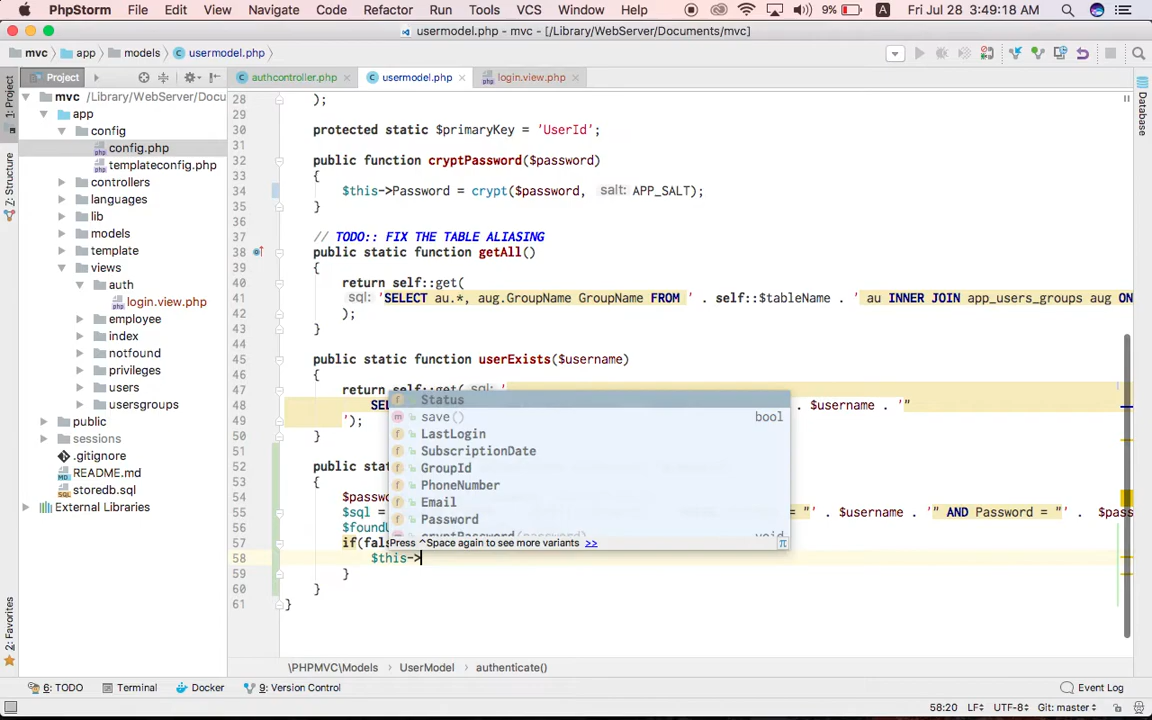 PhpStorm File Edit View Navigate Code Refactor Run Tools VCS Window Help 9% A Fri Jul 28 3:49:18 AM
usermodel.php - mvc - [/Library/WebServer/Documents/mvc]
mvc app models usermodel.php
Project authcontroller.php usermodel.php login.view.php
1: Project
Z: Structure
2: Favorites
Database
mvc /Library/WebServer/Docu
app
config
config.php
templateconfig.php
controllers
languages
lib
models
template
views
auth
login.view.php
employee
index
notfound
privileges
users
usersgroups
public
sessions
.gitignore
README.md
storedb.sql
External Libraries
28 );
29
30 protected static $primaryKey = 'UserId';
31
32 public function cryptPassword($password)
33 {
34 $this->Password = crypt($password, salt: APP_SALT);
35 }
36
37 // TODO:: FIX THE TABLE ALIASING
38 public static function getAll()
39 {
40 return self::get(
41 sql: 'SELECT au.*, aug.GroupName GroupName FROM ' . self::$tableName . ' au INNER JOIN app_users_groups aug ON
42 );
43 }
44
45 public static function userExists($username)
46 {
47 return self::get( sql: '
48 SEL . $username . '"
49 ');
50 }
51
52 public sta
53 {
54 $passwo
55 $sql = = "' . $username . '" AND Password = "' . $pass
56 $foundU
57 if(fals
58 $this->
59 }
60 }
61 }
f Status
m save() bool
f LastLogin
f SubscriptionDate
f GroupId
f PhoneNumber
f Email
f Password
m cryptPassword(password) void
Press ^Space again to see more variants >> π
\PHPMVC\Models UserModel authenticate()
6: TODO Terminal Docker 9: Version Control Event Log
58:20 LF÷ UTF-8÷ Git: master÷